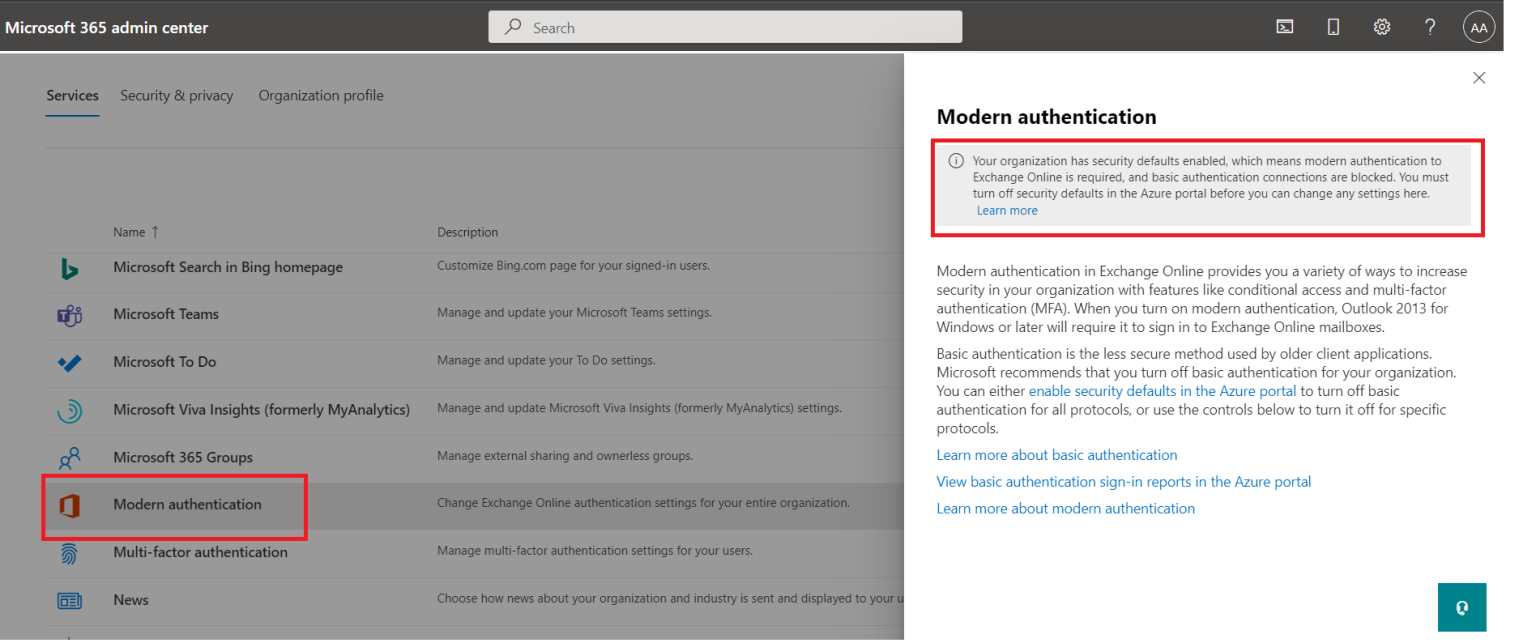 Microsoft 365 admin center
Search
AA
Services
Security & privacy
Organization profile
Name ↑
Description
Microsoft Search in Bing homepage
Customize Bing.com page for your signed-in users.
Microsoft Teams
Manage and update your Microsoft Teams settings.
Microsoft To Do
Manage and update your To Do settings.
Microsoft Viva Insights (formerly MyAnalytics)
Manage and update Microsoft Viva Insights (formerly MyAnalytics) settings.
Microsoft 365 Groups
Manage external sharing and ownerless groups.
Modern authentication
Change Exchange Online authentication settings for your entire organization.
Multi-factor authentication
Manage multi-factor authentication settings for your users.
News
Choose how news about your organization and industry is sent and displayed to your u
Modern authentication
Your organization has security defaults enabled, which means modern authentication to
Exchange Online is required, and basic authentication connections are blocked. You must
turn off security defaults in the Azure portal before you can change any settings here.
Learn more
Modern authentication in Exchange Online provides you a variety of ways to increase
security in your organization with features like conditional access and multi-factor
authentication (MFA). When you turn on modern authentication, Outlook 2013 for
Windows or later will require it to sign in to Exchange Online mailboxes.
Basic authentication is the less secure method used by older client applications.
Microsoft recommends that you turn off basic authentication for your organization.
You can either enable security defaults in the Azure portal to turn off basic
authentication for all protocols, or use the controls below to turn it off for specific
protocols.
Learn more about basic authentication
View basic authentication sign-in reports in the Azure portal
Learn more about modern authentication